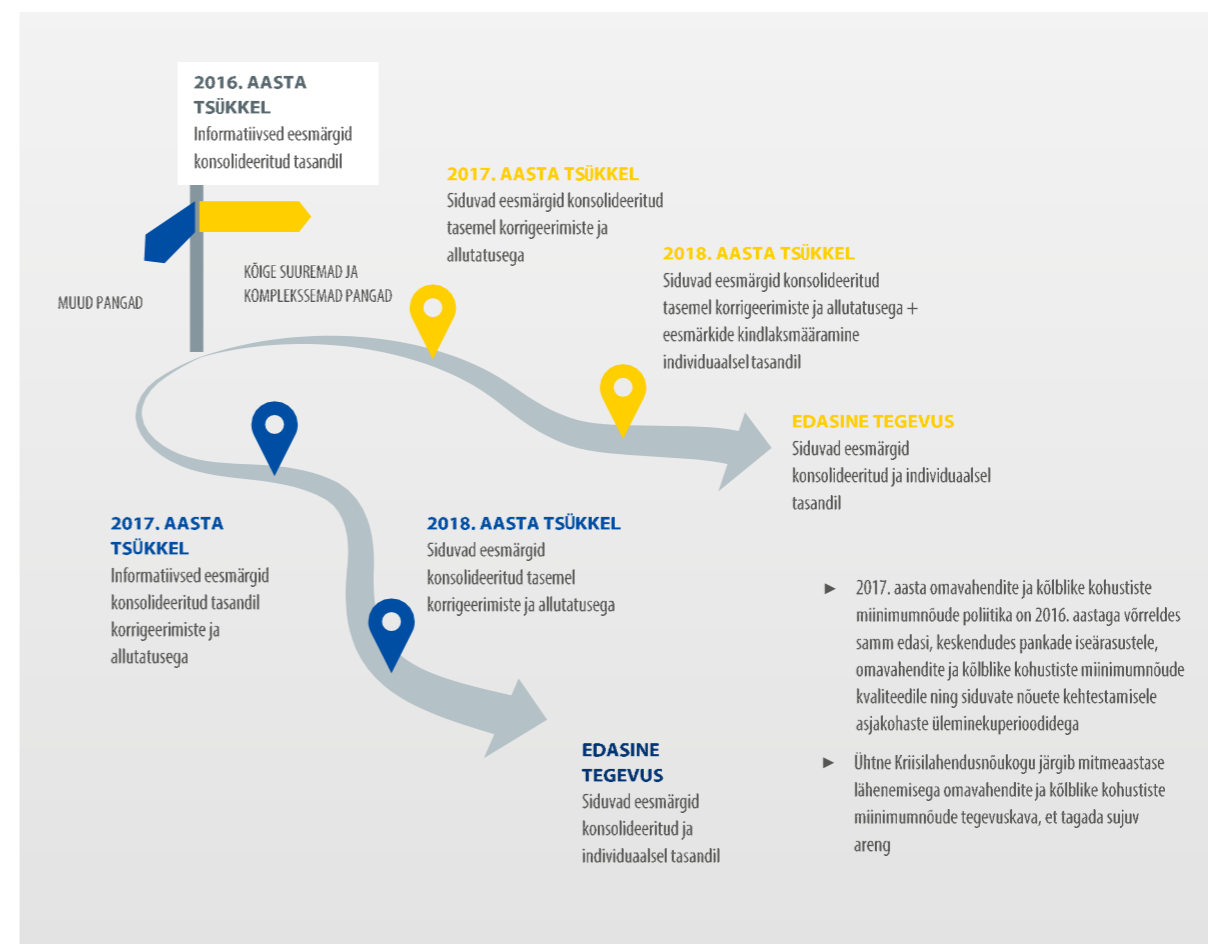 2016. AASTA
TSÜKKEL
Informatiivsed eesmärgid
konsolideeritud tasandil
MUUD PANGAD
KÕIGE SUUREMAD JA
KOMPLEKSSEMAD PANGAD
2017. AASTA TSÜKKEL
Siduvad eesmärgid konsolideeritud
tasemel korrigeerimiste ja
allutatusega
2018. AASTA TSÜKKEL
Siduvad eesmärgid konsolideeritud
tasemel korrigeerimiste ja allutatusega +
eesmärkide kindlaksmääramine
individuaalsel tasandil
EDASINE TEGEVUS
Siduvad eesmärgid
konsolideeritud ja individuaalsel
tasandil
2017. AASTA
TSÜKKEL
Informatiivsed eesmärgid
konsolideeritud tasandil
korrigeerimiste ja
allutatusega
2018. AASTA TSÜKKEL
Siduvad eesmärgid
konsolideeritud tasemel
korrigeerimiste ja allutatusega
EDASINE
TEGEVUS
Siduvad eesmärgid
konsolideeritud ja
individuaalsel tasandil
► 2017. aasta omavahendite ja kõlblike kohustiste
miinimumnõude poliitika on 2016. aastaga võrreldes
samm edasi, keskendudes pankade iseärasustele,
omavahendite ja kõlblike kohustiste miinimumnõude
kvaliteedile ning siduvate nõuete kehtestamisele
asjakohaste üleminekuperioodidega
► Ühtne Kriisilahendusnõukogu järgib mitmeaastase
lähenemisega omavahendite ja kõlblike kohustiste
miinimumnõude tegevuskava, et tagada sujuv
areng